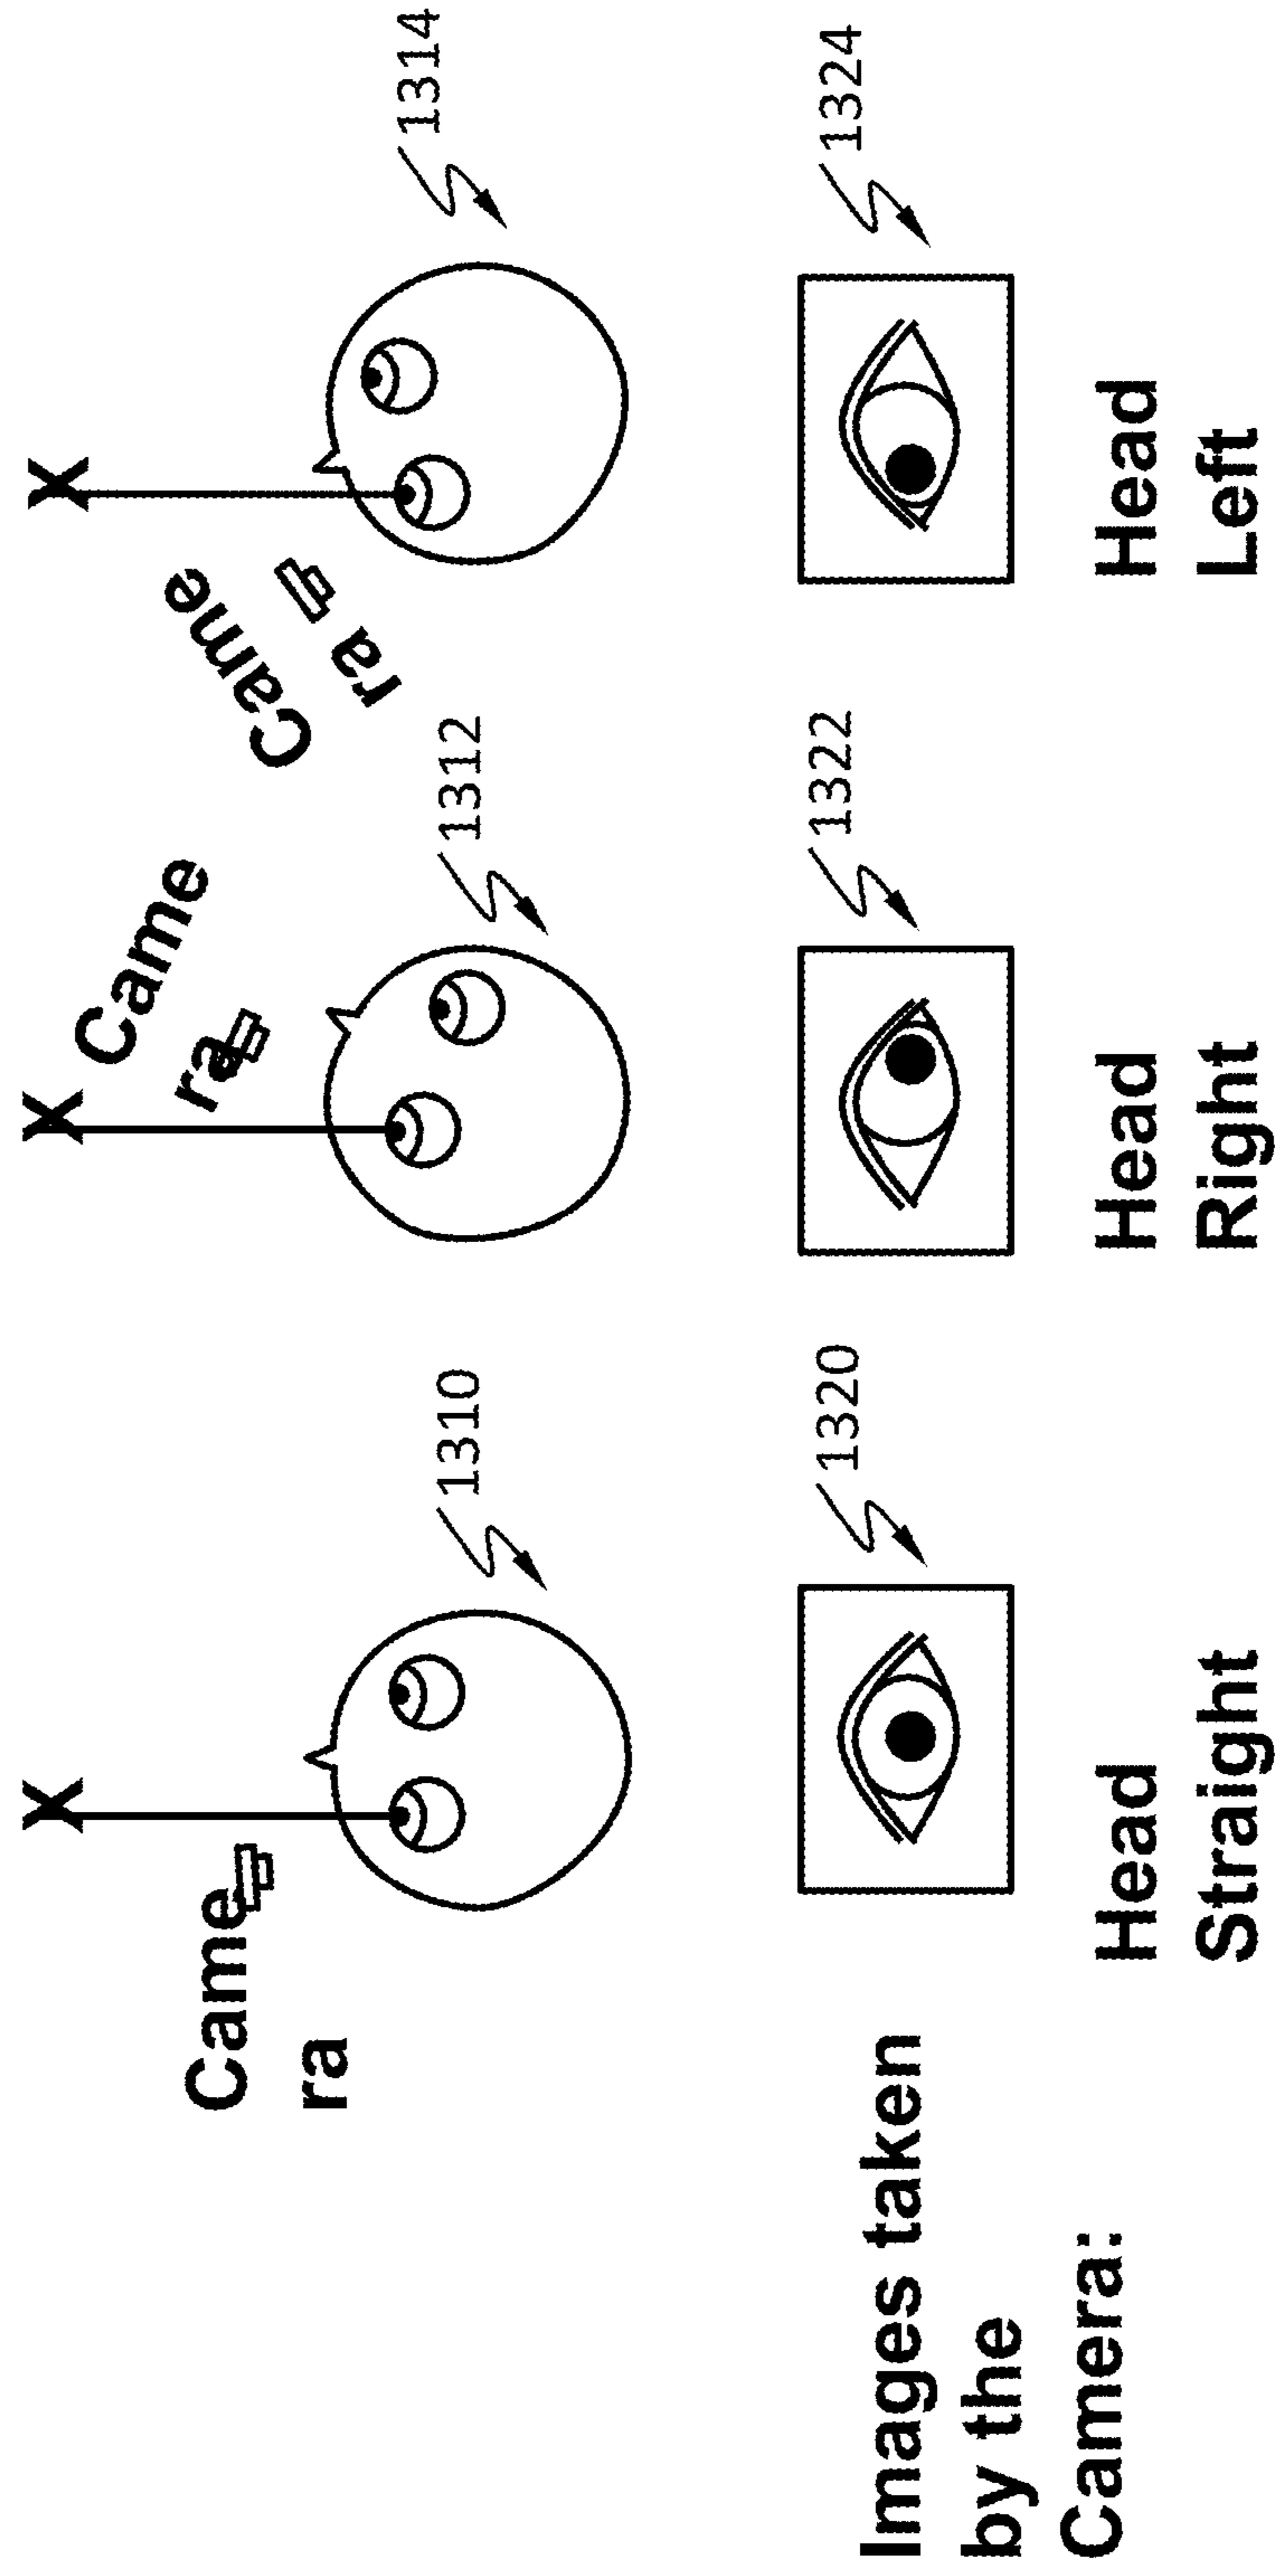 X
X
X
Came
ra
Came
ra
Came
ra
1310
1312
1314
Images taken
by the
Camera:
1320
1322
1324
Head
Straight
Head
Right
Head
Left